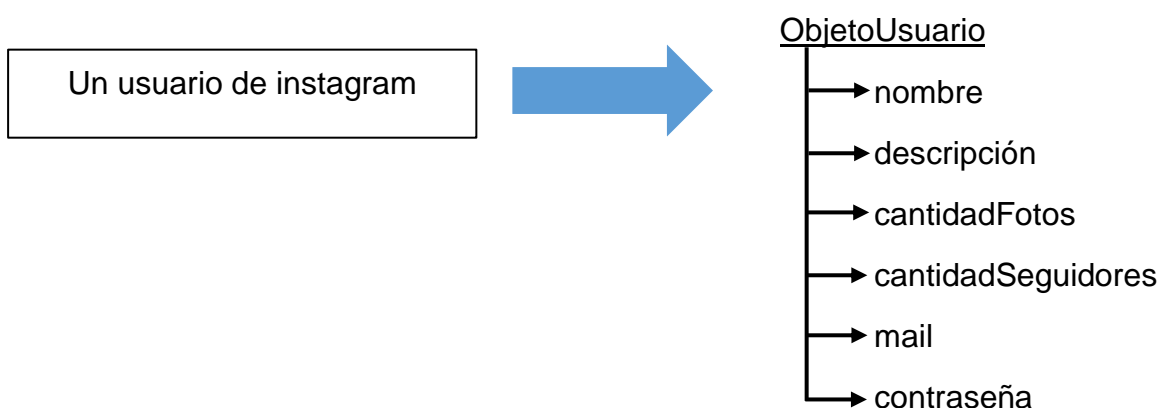 ObjetoUsuario
Un usuario de instagram
nombre
descripción
cantidadFotos
cantidadSeguidores
mail
contraseña